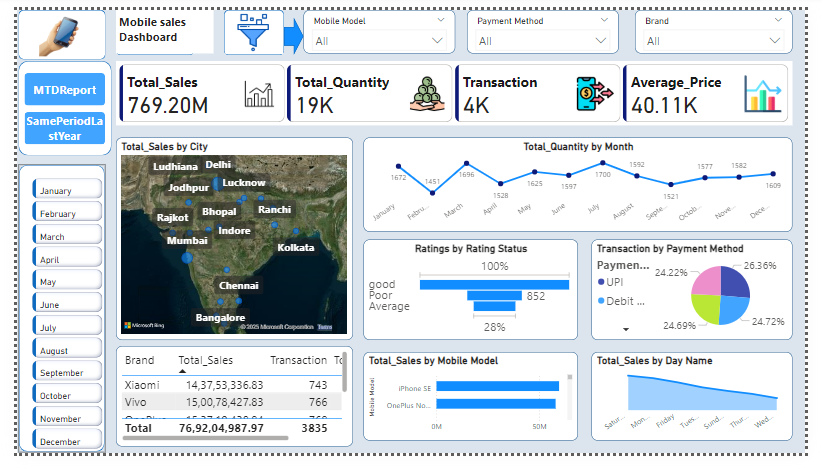 Mobile sales
Dashboard
Mobile Model
All
Payment Method
All
Brand
All
MTDReport
SamePeriodLa
stYear
Total_Sales
769.20M
Total_Quantity
19K
Transaction
4K
Average_Price
40.11K
January
February
March
April
May
June
July
August
September
October
November
December
Total_Sales by City
Ludhiana
Delhi
Jodhpur
Lucknow
Rajkot
Bhopal
Ranchi
Indore
Mumbai
Kolkata
Chennai
Bangalore
Microsoft Bing
© 2025 Microsoft Corporation Terms
Total_Quantity by Month
1672
1451
1696
1528
1625
1597
1700
1592
1521
1577
1582
1609
January
Febru...
March
April
May
June
July
August
Septe...
Octob...
Nove...
Dece...
Ratings by Rating Status
100%
good
Poor
852
Average
28%
Transaction by Payment Method
Paymen...
UPI
Debit ...
24.22%
26.36%
24.69%
24.72%
Brand Total_Sales Transaction
Xiaomi 14,37,53,336.83 743
Vivo 15,00,78,427.93 766
Total 76,92,04,987.97 3835
Total_Sales by Mobile Model
Mobile Model
iPhone SE
OnePlus No...
0M
50M
Total_Sales by Day Name
Satur...
Mon...
Friday
Tues...
Sund...
Thur...
Wed...